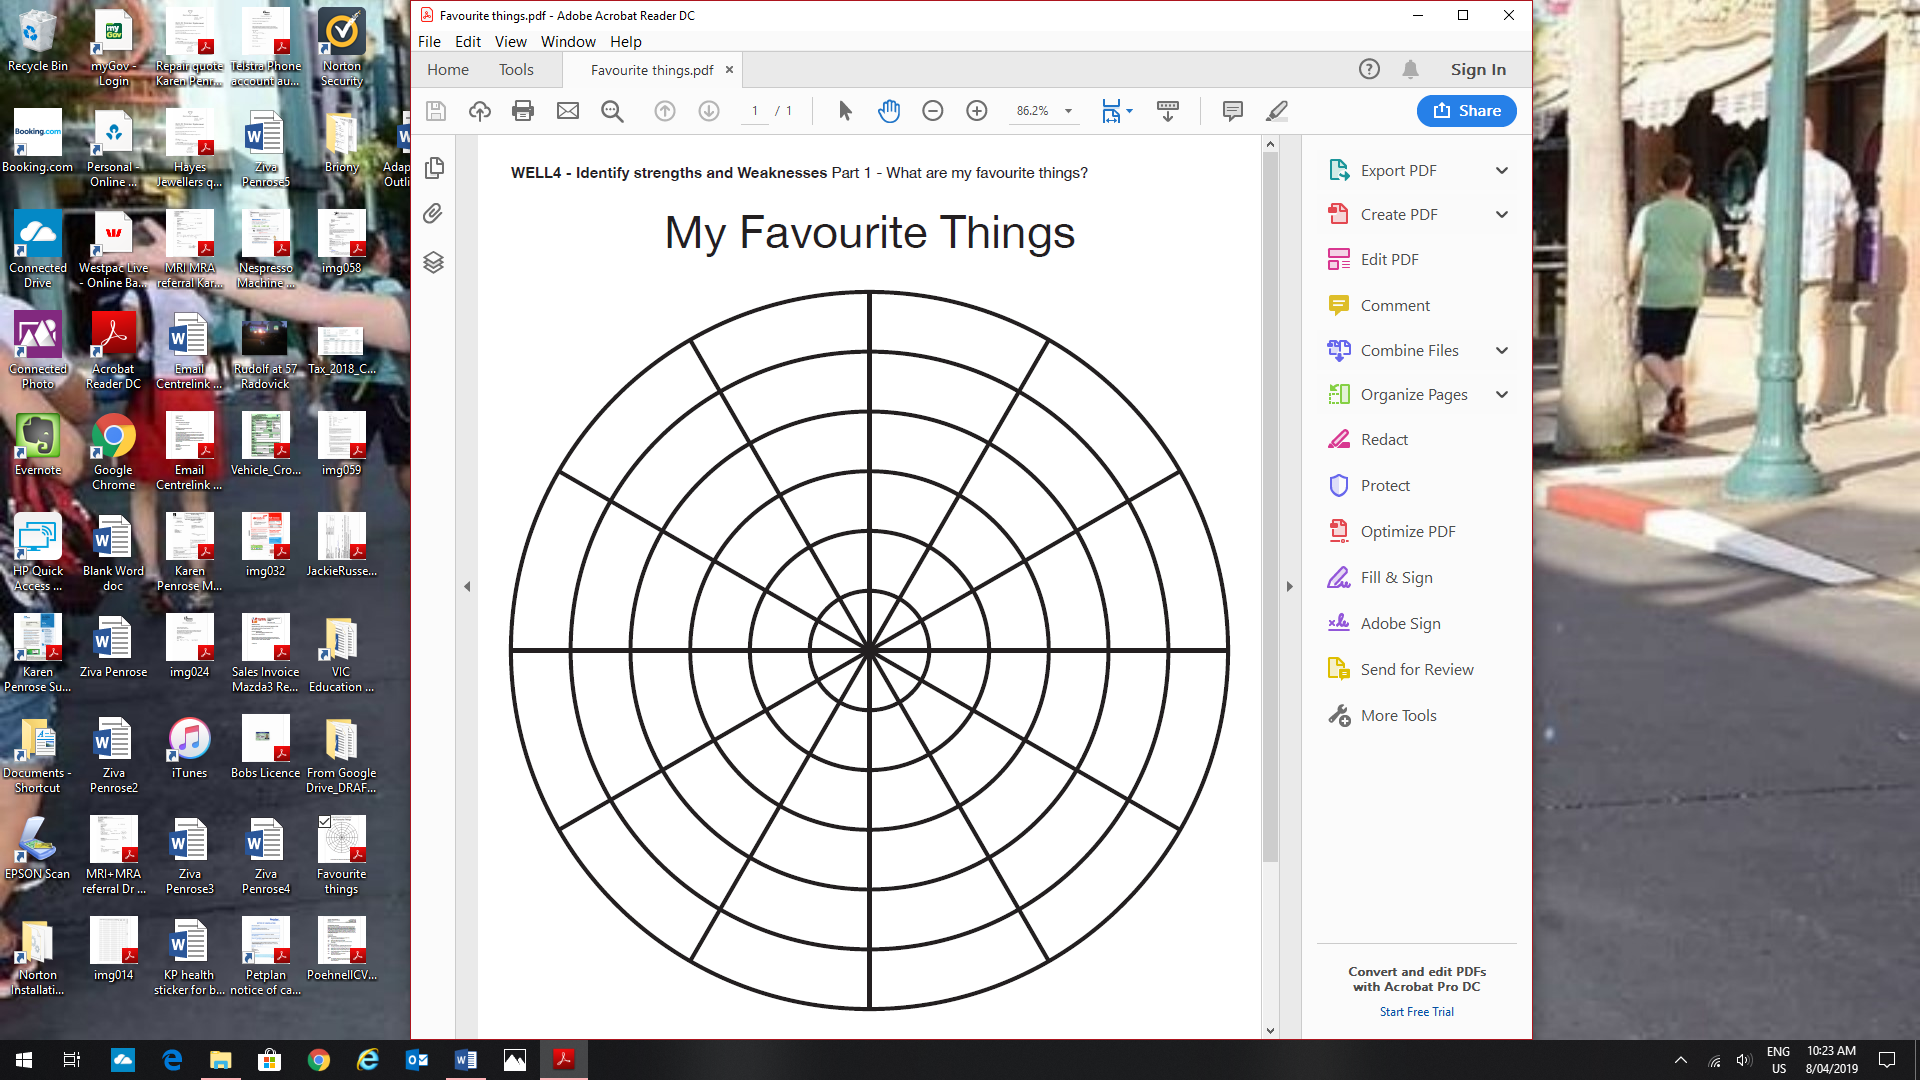 Recycle Bin
myGov - Login
Repair quote Karen Penr...
Telstra Phone account au...
Norton Security
Booking.com
Booking.com
Personal - Online ...
Hayes Jewellers q...
Ziva Penrose5
Briony
Connected Drive
Westpac Live - Online Ba...
MRI MRA referral Kar...
Nespresso Machine ...
img058
Connected Photo
Acrobat Reader DC
Email Centrelink ...
Rudolf at 57 Radovick
Tax_2018_C...
Evernote
Google Chrome
Email Centrelink ...
Vehicle_Cro...
img059
HP Quick Access ...
Blank Word doc
Karen Penrose M...
img032
JackieRusse...
Karen Penrose Su...
Ziva Penrose
img024
Sales Invoice Mazda3 Re...
VIC Education ...
Documents - Shortcut
Ziva Penrose2
iTunes
Bobs Licence
From Google Drive_DRAF...
EPSON Scan
MRI+MRA referral Dr ...
Ziva Penrose3
Ziva Penrose4
Favourite things
Norton Installati...
img014
KP health sticker for b...
Petplan notice of ca...
PoehnellCV...
Favourite things.pdf - Adobe Acrobat Reader DC
File Edit View Window Help
Home Tools Favourite things.pdf × Sign In
1 / 1 86.2% Share
WELL4 - Identify strengths and Weaknesses Part 1 - What are my favourite things?
My Favourite Things
Export PDF
Create PDF
Edit PDF
Comment
Combine Files
Organize Pages
Redact
Protect
Optimize PDF
Fill & Sign
Adobe Sign
Send for Review
More Tools
Convert and edit PDFs
with Acrobat Pro DC
Start Free Trial
ENG
US
10:23 AM
8/04/2019